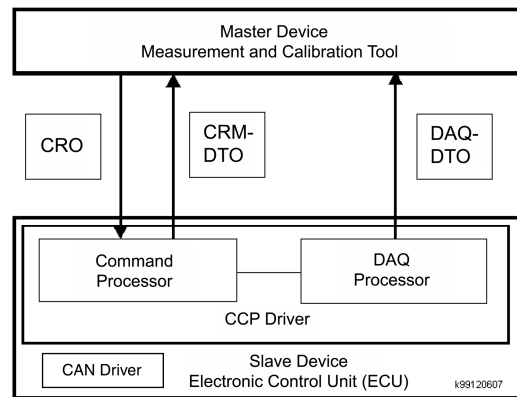 Master Device
Measurement and Calibration Tool
CRO
CRM-
DTO
DAQ-
DTO
Command
Processor
DAQ
Processor
CCP Driver
CAN Driver
Slave Device
Electronic Control Unit (ECU)
k99120607